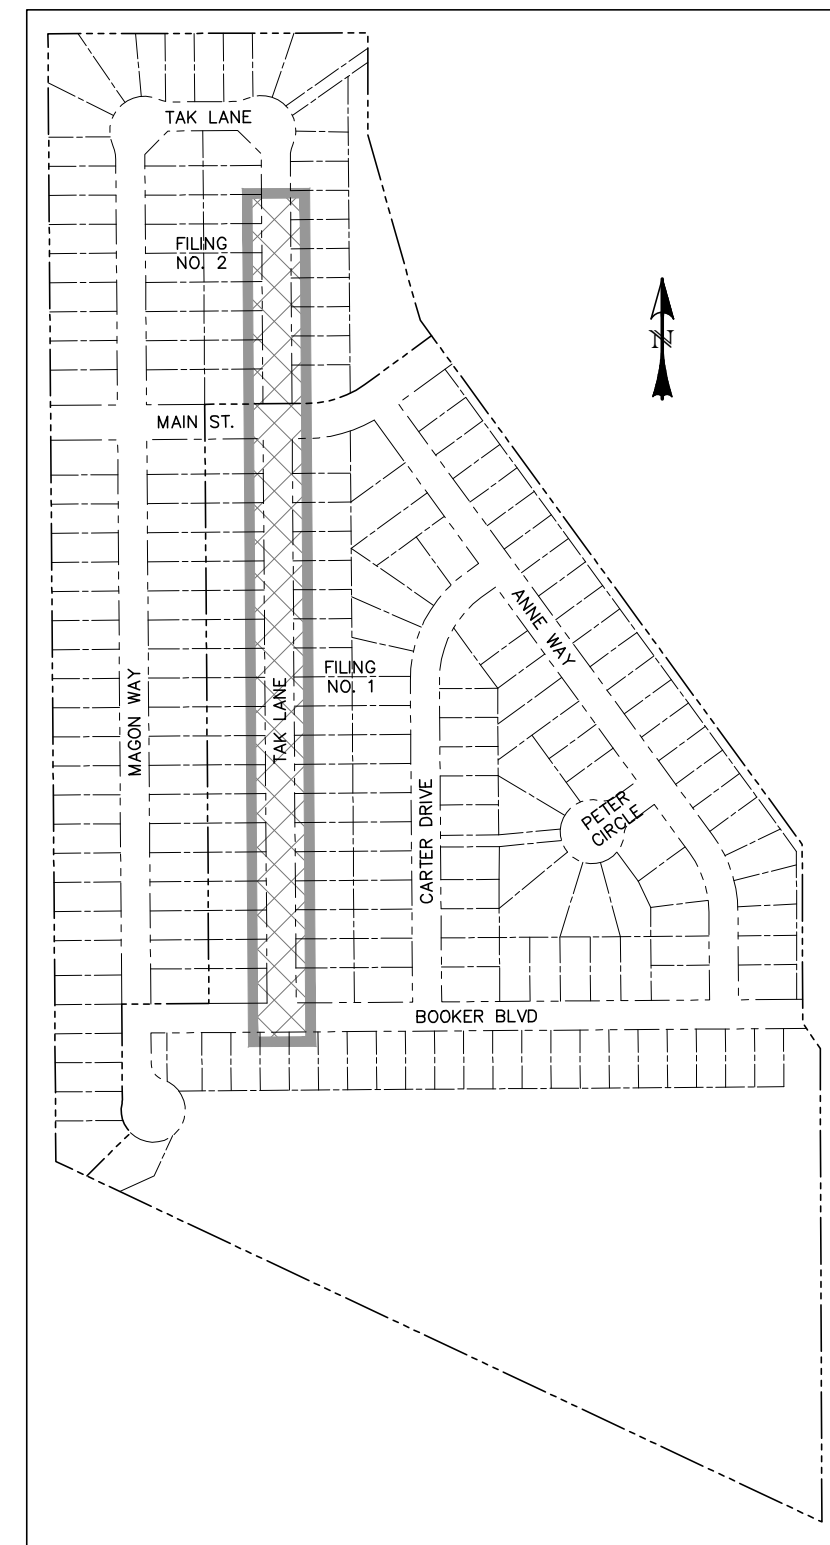 TAK LANE
FILING
NO. 2
N
MAIN ST.
ANNE WAY
FILING
NO. 1
MAGON WAY
TAK LANE
CARTER DRIVE
PETER
CIRCLE
BOOKER BLVD